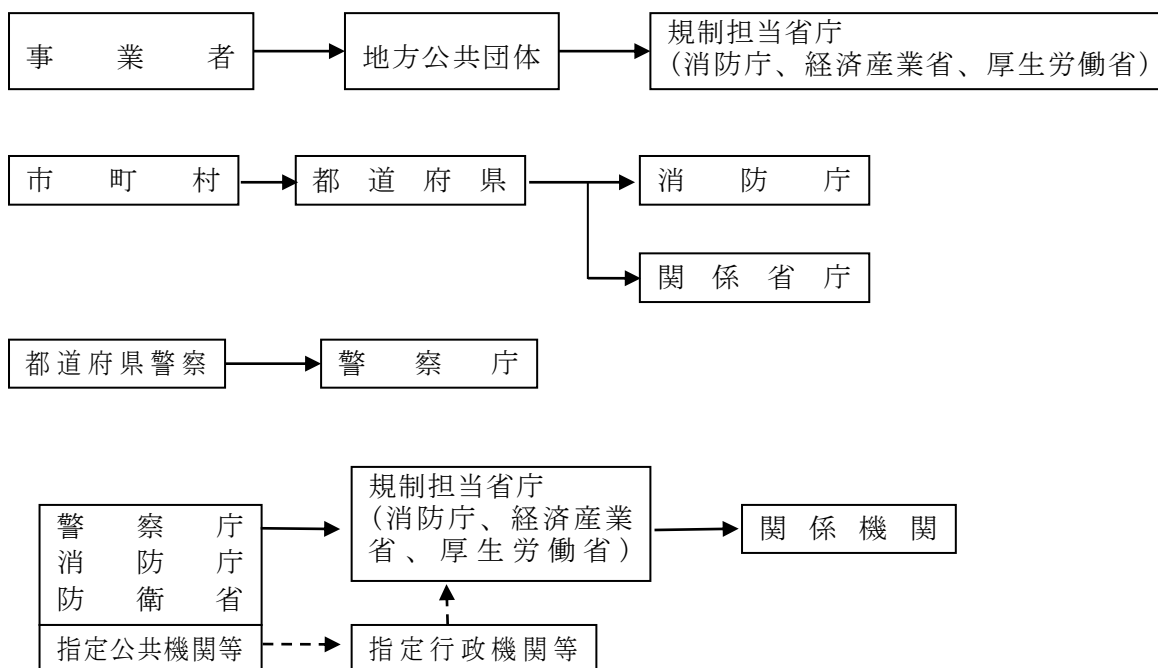 事業者
地方公共団体
規制担当省庁
（消防庁、経済産業省、厚生労働省）
市町村
都道府県
消防庁
関係省庁
都道府県警察
警察庁
警察庁
消防庁
防衛省
指定公共機関等
規制担当省庁
（消防庁、経済産業
省、厚生労働省）
指定行政機関等
関係機関